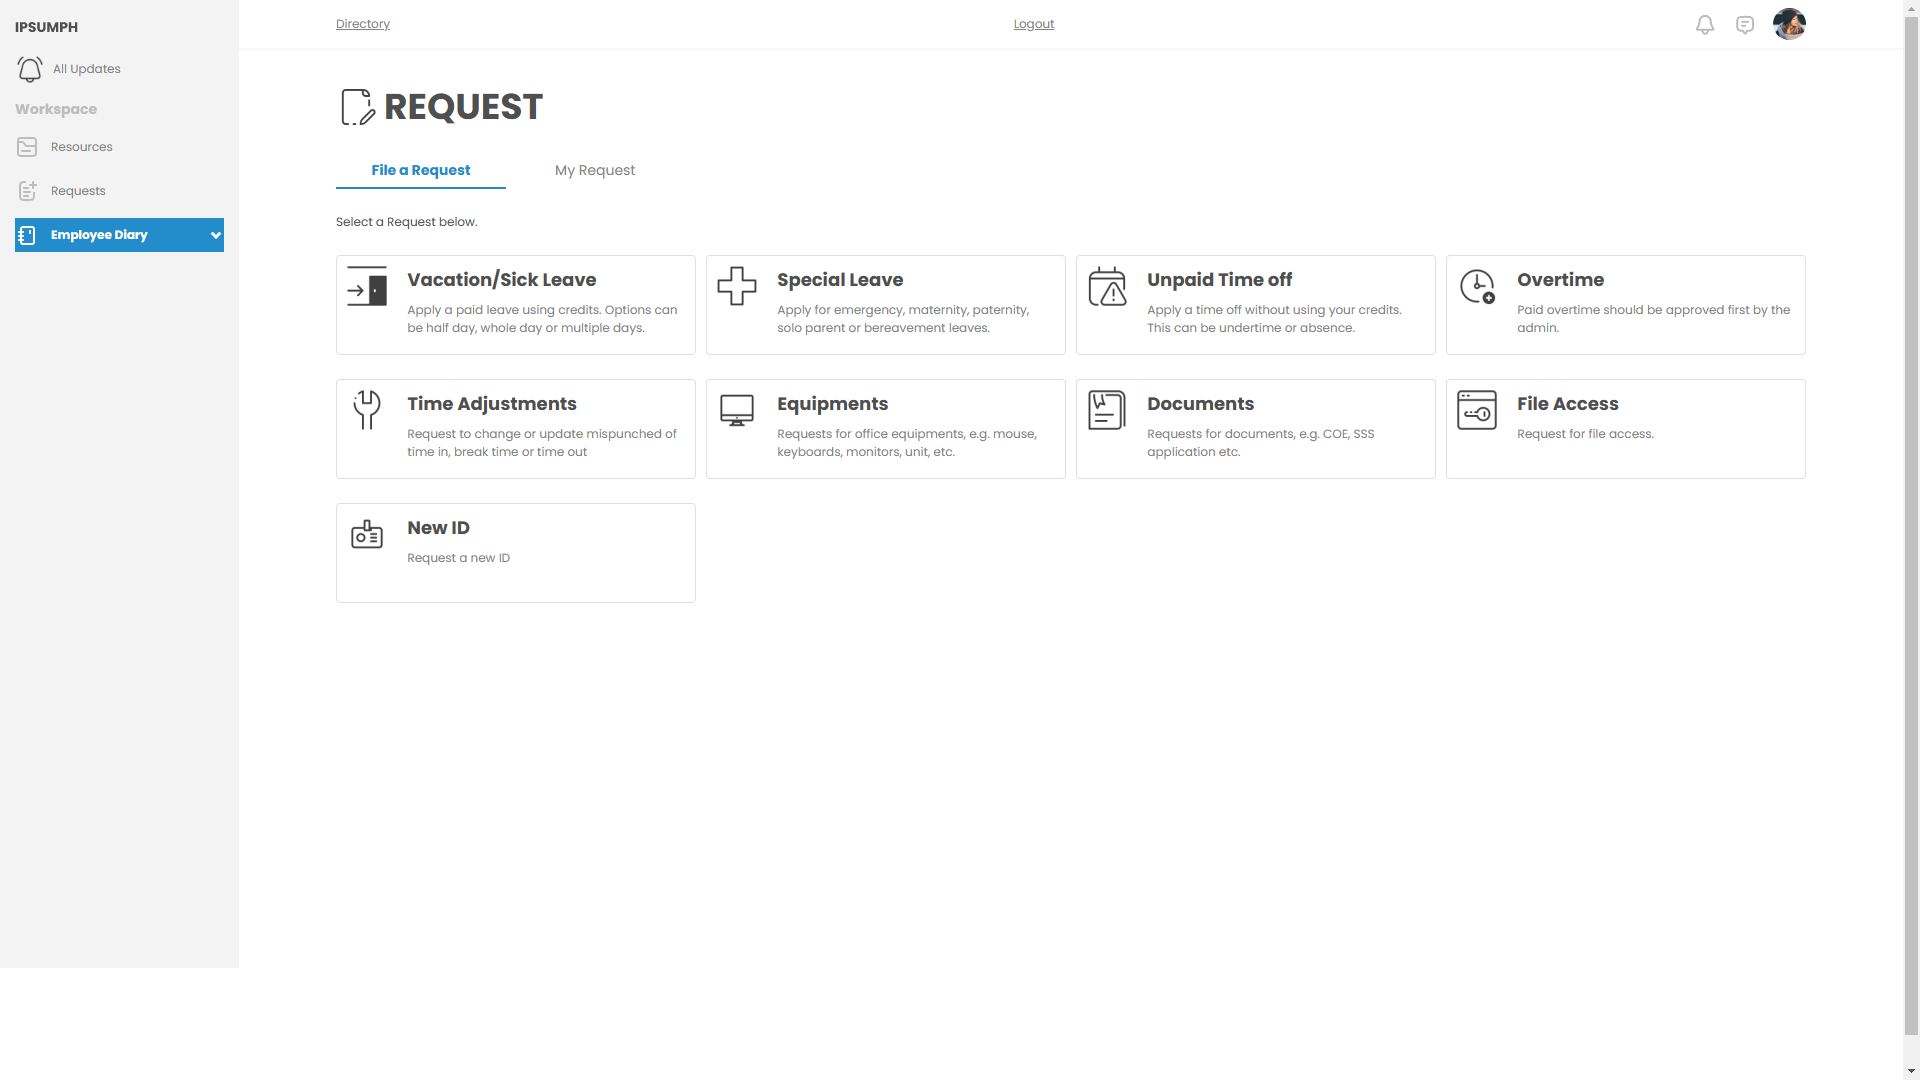 IPSUMPH
All Updates
Workspace
Resources
Requests
Employee Diary
Directory
Logout
REQUEST
File a Request
My Request
Select a Request below.
Vacation/Sick Leave
Apply a paid leave using credits. Options can
be half day, whole day or multiple days.
Special Leave
Apply for emergency, maternity, paternity,
solo parent or bereavement leaves.
Unpaid Time off
Apply a time off without using your credits.
This can be undertime or absence.
Overtime
Paid overtime should be approved first by the
admin.
Time Adjustments
Request to change or update mispunched of
time in, break time or time out
Equipments
Requests for office equipments, e.g. mouse,
keyboards, monitors, unit, etc.
Documents
Requests for documents, e.g. COE, SSS
application etc.
File Access
Request for file access.
New ID
Request a new ID